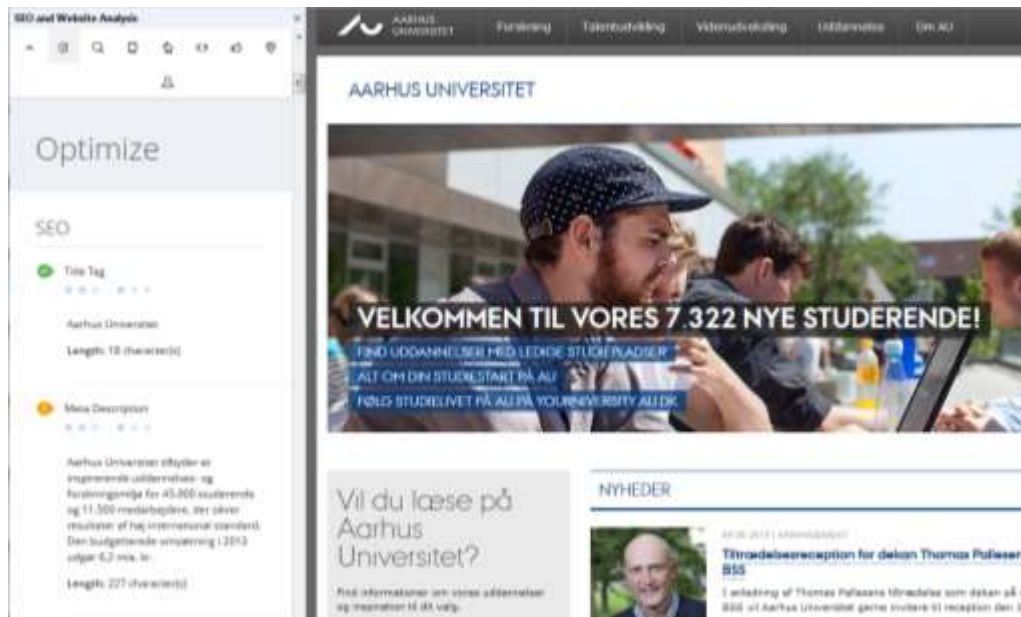 SEO and Website Analysis
Optimize
SEO
Title Tag
Aarhus Universitet
Length: 18 character(s)
Meta Description
Aarhus Universitet tilbyder et
inspirerende uddannelses- og
forskningsmiljø for 45.000 studerende
og 11.500 medarbejdere, der sikrer
resultater af høj international standard.
Den budgetterede omsætning i 2013
udgør 6,2 mia. kr.
Length: 227 character(s)
AARHUS
UNIVERSITET
Forskning Talentudvikling Videnudveksling Uddannelse Om AU
AARHUS UNIVERSITET
VELKOMMEN TIL VORES 7.322 NYE STUDERENDE!
FIND UDDANNELSER MED LEDIGE STUDIEPLADSER
ALT OM DIN STUDIESTART PÅ AU
FØLG STUDIELIVET PÅ AU PÅ YOURNIVERSITY.AU.DK
Vil du læse på
Aarhus
Universitet?
Find informationer om vores uddannelser
og inspiration til dit valg.
NYHEDER
ARRANGEMENT
Tiltrædelsesreception for dekan Thomas Pallesen
BSS
I anledning af Thomas Pallesens tiltrædelse som dekan på
BSS vil Aarhus Universitet gerne invitere til reception den